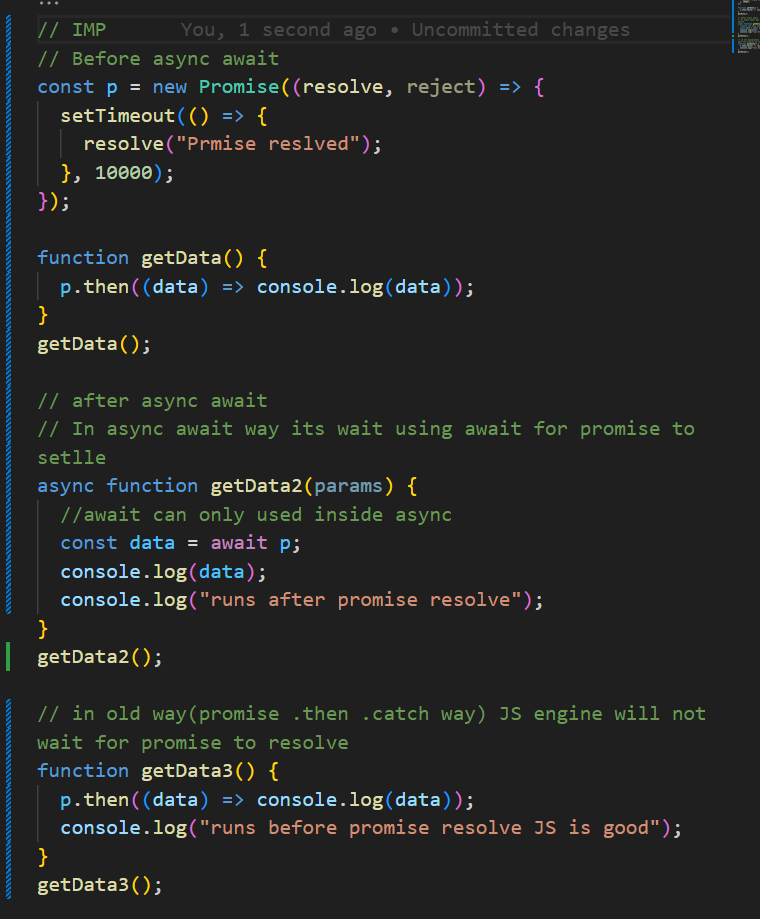 ...
// IMP You, 1 second ago • Uncommitted changes
// Before async await
const p = new Promise((resolve, reject) => {
  setTimeout(() => {
    resolve("Prmise reslved");
  }, 10000);
});

function getData() {
  p.then((data) => console.log(data));
}
getData();

// after async await
// In async await way its wait using await for promise to
setlle
async function getData2(params) {
  //await can only used inside async
  const data = await p;
  console.log(data);
  console.log("runs after promise resolve");
}
getData2();

// in old way(promise .then .catch way) JS engine will not
wait for promise to resolve
function getData3() {
  p.then((data) => console.log(data));
  console.log("runs before promise resolve JS is good");
}
getData3();